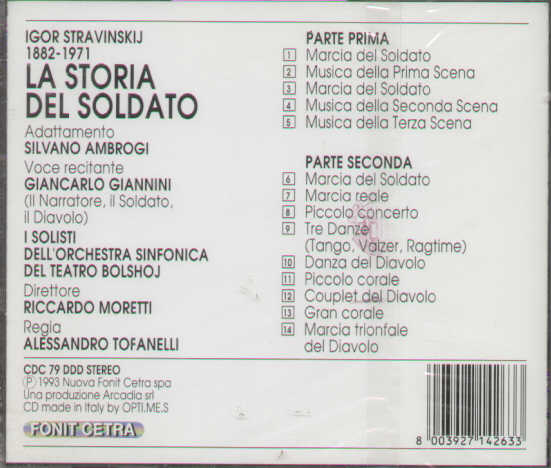 IGOR STRAVINSKIJ
1882-1971
LA STORIA
DEL SOLDATO
Adattamento
SILVANO AMBROGI
Voce recitante
GIANCARLO GIANNINI
(Il Narratore, il Soldato,
il Diavolo)
I SOLISTI
DELL'ORCHESTRA SINFONICA
DEL TEATRO BOLSHOJ
Direttore
RICCARDO MORETTI
Regia
ALESSANDRO TOFANELLI
PARTE PRIMA
1 Marcia del Soldato
2 Musica della Prima Scena
3 Marcia del Soldato
4 Musica della Seconda Scena
5 Musica della Terza Scena
PARTE SECONDA
6 Marcia del Soldato
7 Marcia reale
8 Piccolo concerto
9 Tre Danze
(Tango, Valzer, Ragtime)
10 Danza del Diavolo
11 Piccolo corale
12 Couplet del Diavolo
13 Gran corale
14 Marcia trionfale
del Diavolo
CDC 79 DDD STEREO
Ⓟ 1993 Nuova Fonit Cetra spa
Una produzione Arcadia srl
CD made in Italy by OPTI.ME.S
FONIT CETRA
8 003927 142633